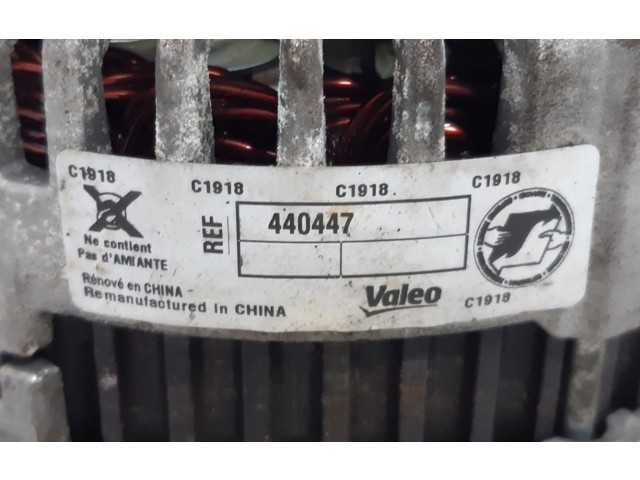 C1918
C1918
C1918
C1918
Ne contient
Pas d'AMIANTE
REF
440447
Rénové en CHINA
Remanufactured in CHINA
Valeo
C1918